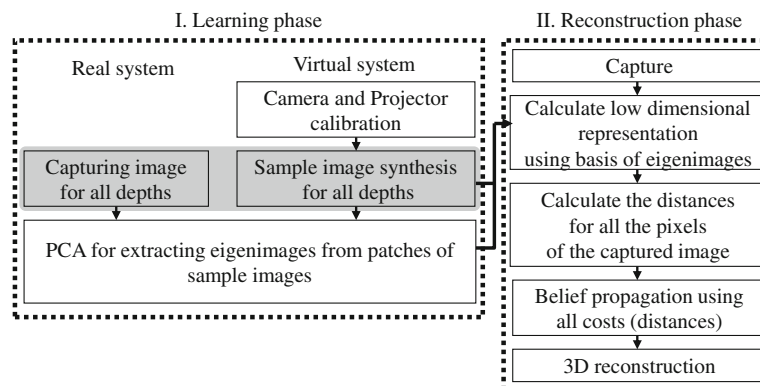 I. Learning phase
II. Reconstruction phase
Real system
Virtual system
Camera and Projector
calibration
Capturing image
for all depths
Sample image synthesis
for all depths
PCA for extracting eigenimages from patches of
sample images
Capture
Calculate low dimensional
representation
using basis of eigenimages
Calculate the distances
for all the pixels
of the captured image
Belief propagation using
all costs (distances)
3D reconstruction